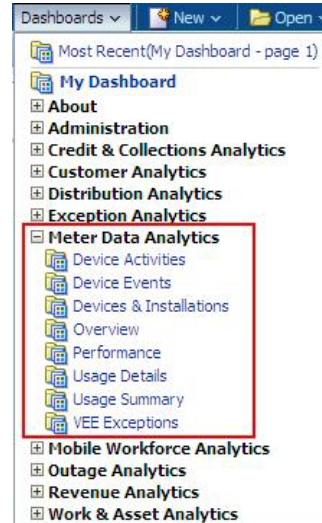 Dashboards New Open
Most Recent(My Dashboard - page 1)
My Dashboard
About
Administration
Credit & Collections Analytics
Customer Analytics
Distribution Analytics
Exception Analytics
Meter Data Analytics
Device Activities
Device Events
Devices & Installations
Overview
Performance
Usage Details
Usage Summary
VEE Exceptions
Mobile Workforce Analytics
Outage Analytics
Revenue Analytics
Work & Asset Analytics